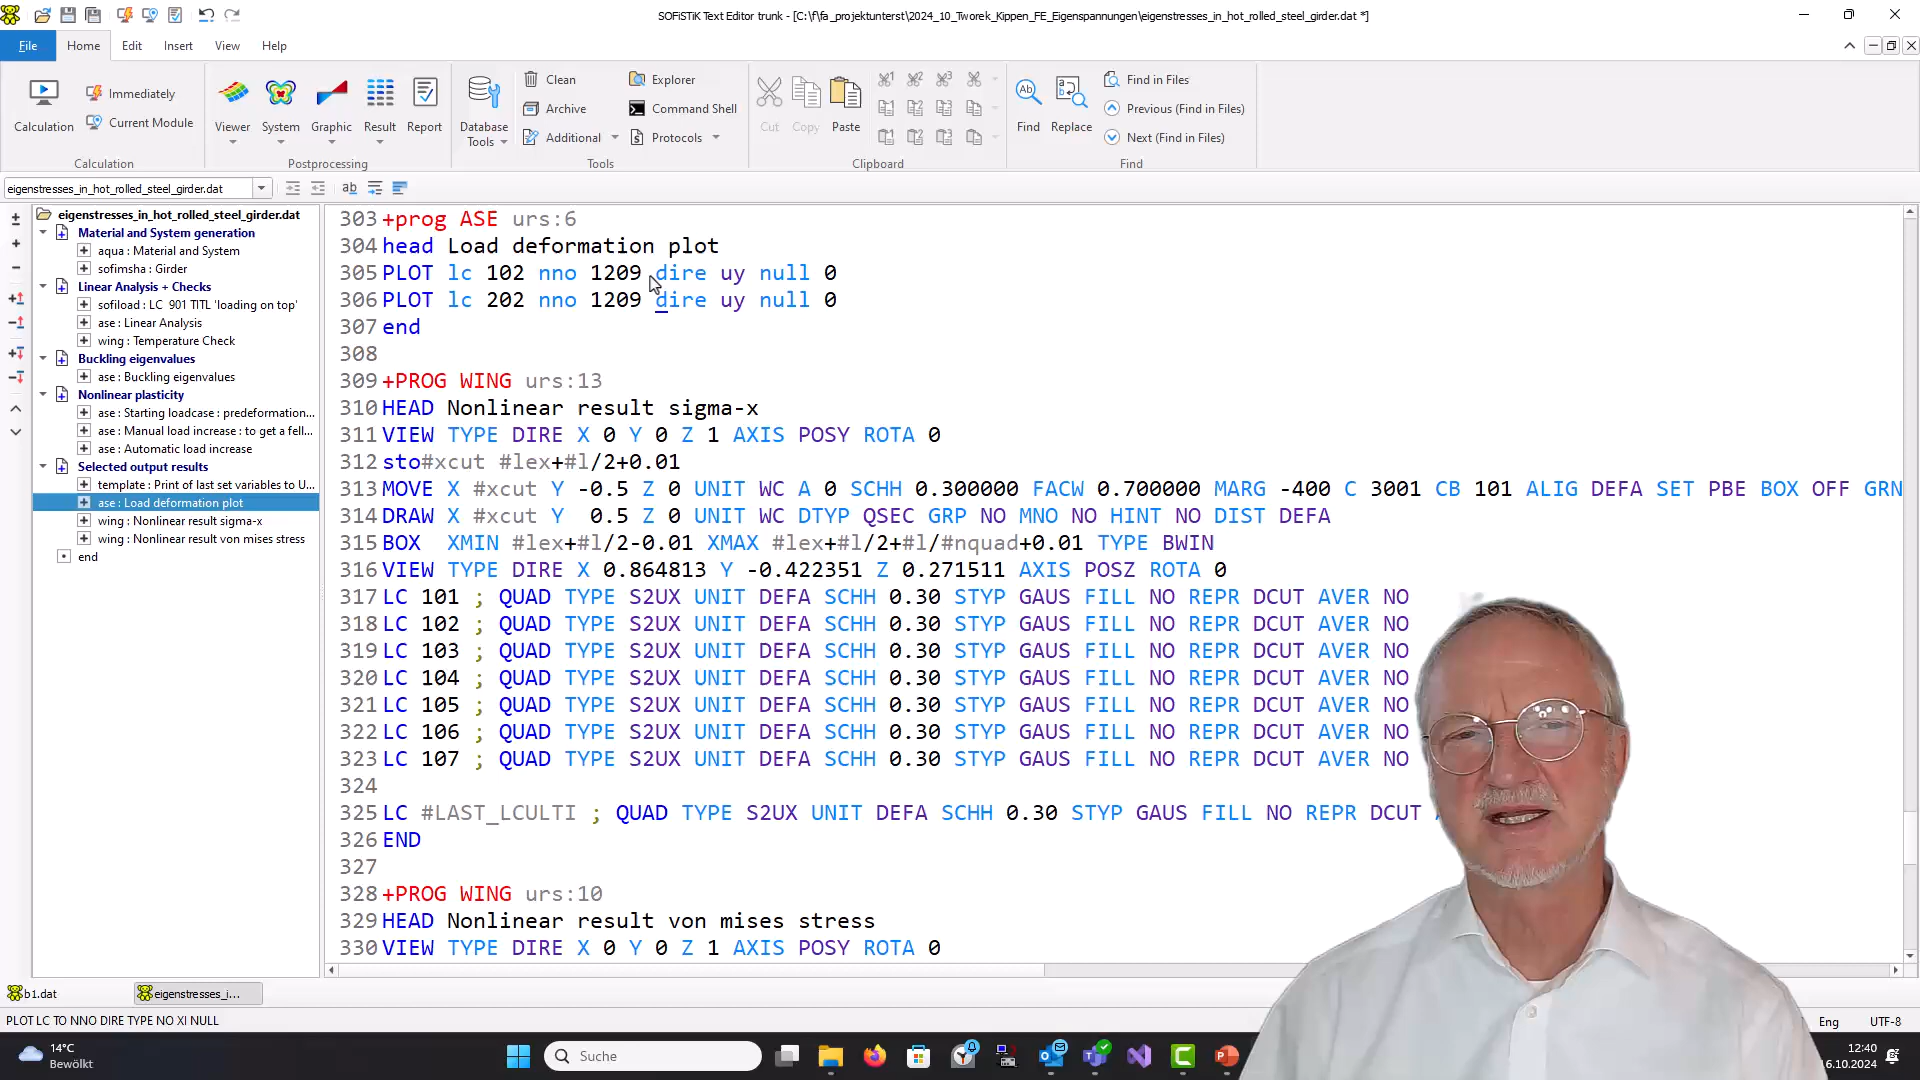 SOFiSTiK Text Editor trunk - [C:\f\fa_projektunterst\2024_10_Tworek_Kippen_FE_Eigenspannungen\eigenstresses_in_hot_rolled_steel_girder.dat *]
File Home Edit Insert View Help
Calculation
Immediately
Current Module
Calculation
Viewer System Graphic Result Report
Postprocessing
Database Tools
Clean
Archive
Additional
Explorer
Command Shell
Protocols
Tools
Cut Copy Paste
Clipboard
Find Replace
Find in Files
Previous (Find in Files)
Next (Find in Files)
Find
eigenstresses_in_hot_rolled_steel_girder.dat
eigenstresses_in_hot_rolled_steel_girder.dat
Material and System generation
aqua : Material and System
sofimsha : Girder
Linear Analysis + Checks
sofiload : LC 901 TITL 'loading on top'
ase : Linear Analysis
wing : Temperature Check
Buckling eigenvalues
ase : Buckling eigenvalues
Nonlinear plasticity
ase : Starting loadcase : predeformation...
ase : Manual load increase : to get a fell...
ase : Automatic load increase
Selected output results
template : Print of last set variables to U...
ase : Load deformation plot
wing : Nonlinear result sigma-x
wing : Nonlinear result von mises stress
end
303 +prog ASE urs:6
304 head Load deformation plot
305 PLOT lc 102 nno 1209 dire uy null 0
306 PLOT lc 202 nno 1209 dire uy null 0
307 end
308
309 +PROG WING urs:13
310 HEAD Nonlinear result sigma-x
311 VIEW TYPE DIRE X 0 Y 0 Z 1 AXIS POSY ROTA 0
312 sto#xcut #lex+#l/2+0.01
313 MOVE X #xcut Y -0.5 Z 0 UNIT WC A 0 SCHH 0.300000 FACW 0.700000 MARG -400 C 3001 CB 101 ALIG DEFA SET PBE BOX OFF GRN
314 DRAW X #xcut Y 0.5 Z 0 UNIT WC DTYP QSEC GRP NO MNO NO HINT NO DIST DEFA
315 BOX XMIN #lex+#l/2-0.01 XMAX #lex+#l/2+#l/#nquad+0.01 TYPE BWIN
316 VIEW TYPE DIRE X 0.864813 Y -0.422351 Z 0.271511 AXIS POSZ ROTA 0
317 LC 101 ; QUAD TYPE S2UX UNIT DEFA SCHH 0.30 STYP GAUS FILL NO REPR DCUT AVER NO
318 LC 102 ; QUAD TYPE S2UX UNIT DEFA SCHH 0.30 STYP GAUS FILL NO REPR DCUT AVER NO
319 LC 103 ; QUAD TYPE S2UX UNIT DEFA SCHH 0.30 STYP GAUS FILL NO REPR DCUT AVER NO
320 LC 104 ; QUAD TYPE S2UX UNIT DEFA SCHH 0.30 STYP GAUS FILL NO REPR DCUT AVER NO
321 LC 105 ; QUAD TYPE S2UX UNIT DEFA SCHH 0.30 STYP GAUS FILL NO REPR DCUT AVER NO
322 LC 106 ; QUAD TYPE S2UX UNIT DEFA SCHH 0.30 STYP GAUS FILL NO REPR DCUT AVER NO
323 LC 107 ; QUAD TYPE S2UX UNIT DEFA SCHH 0.30 STYP GAUS FILL NO REPR DCUT AVER NO
324
325 LC #LAST_LCULTI ; QUAD TYPE S2UX UNIT DEFA SCHH 0.30 STYP GAUS FILL NO REPR DCUT
326 END
327
328 +PROG WING urs:10
329 HEAD Nonlinear result von mises stress
330 VIEW TYPE DIRE X 0 Y 0 Z 1 AXIS POSY ROTA 0
b1.dat eigenstresses_i...
PLOT LC TO NNO DIRE TYPE NO XI NULL
Eng UTF-8
14°C
Bewölkt
Suche
12:40
16.10.2024